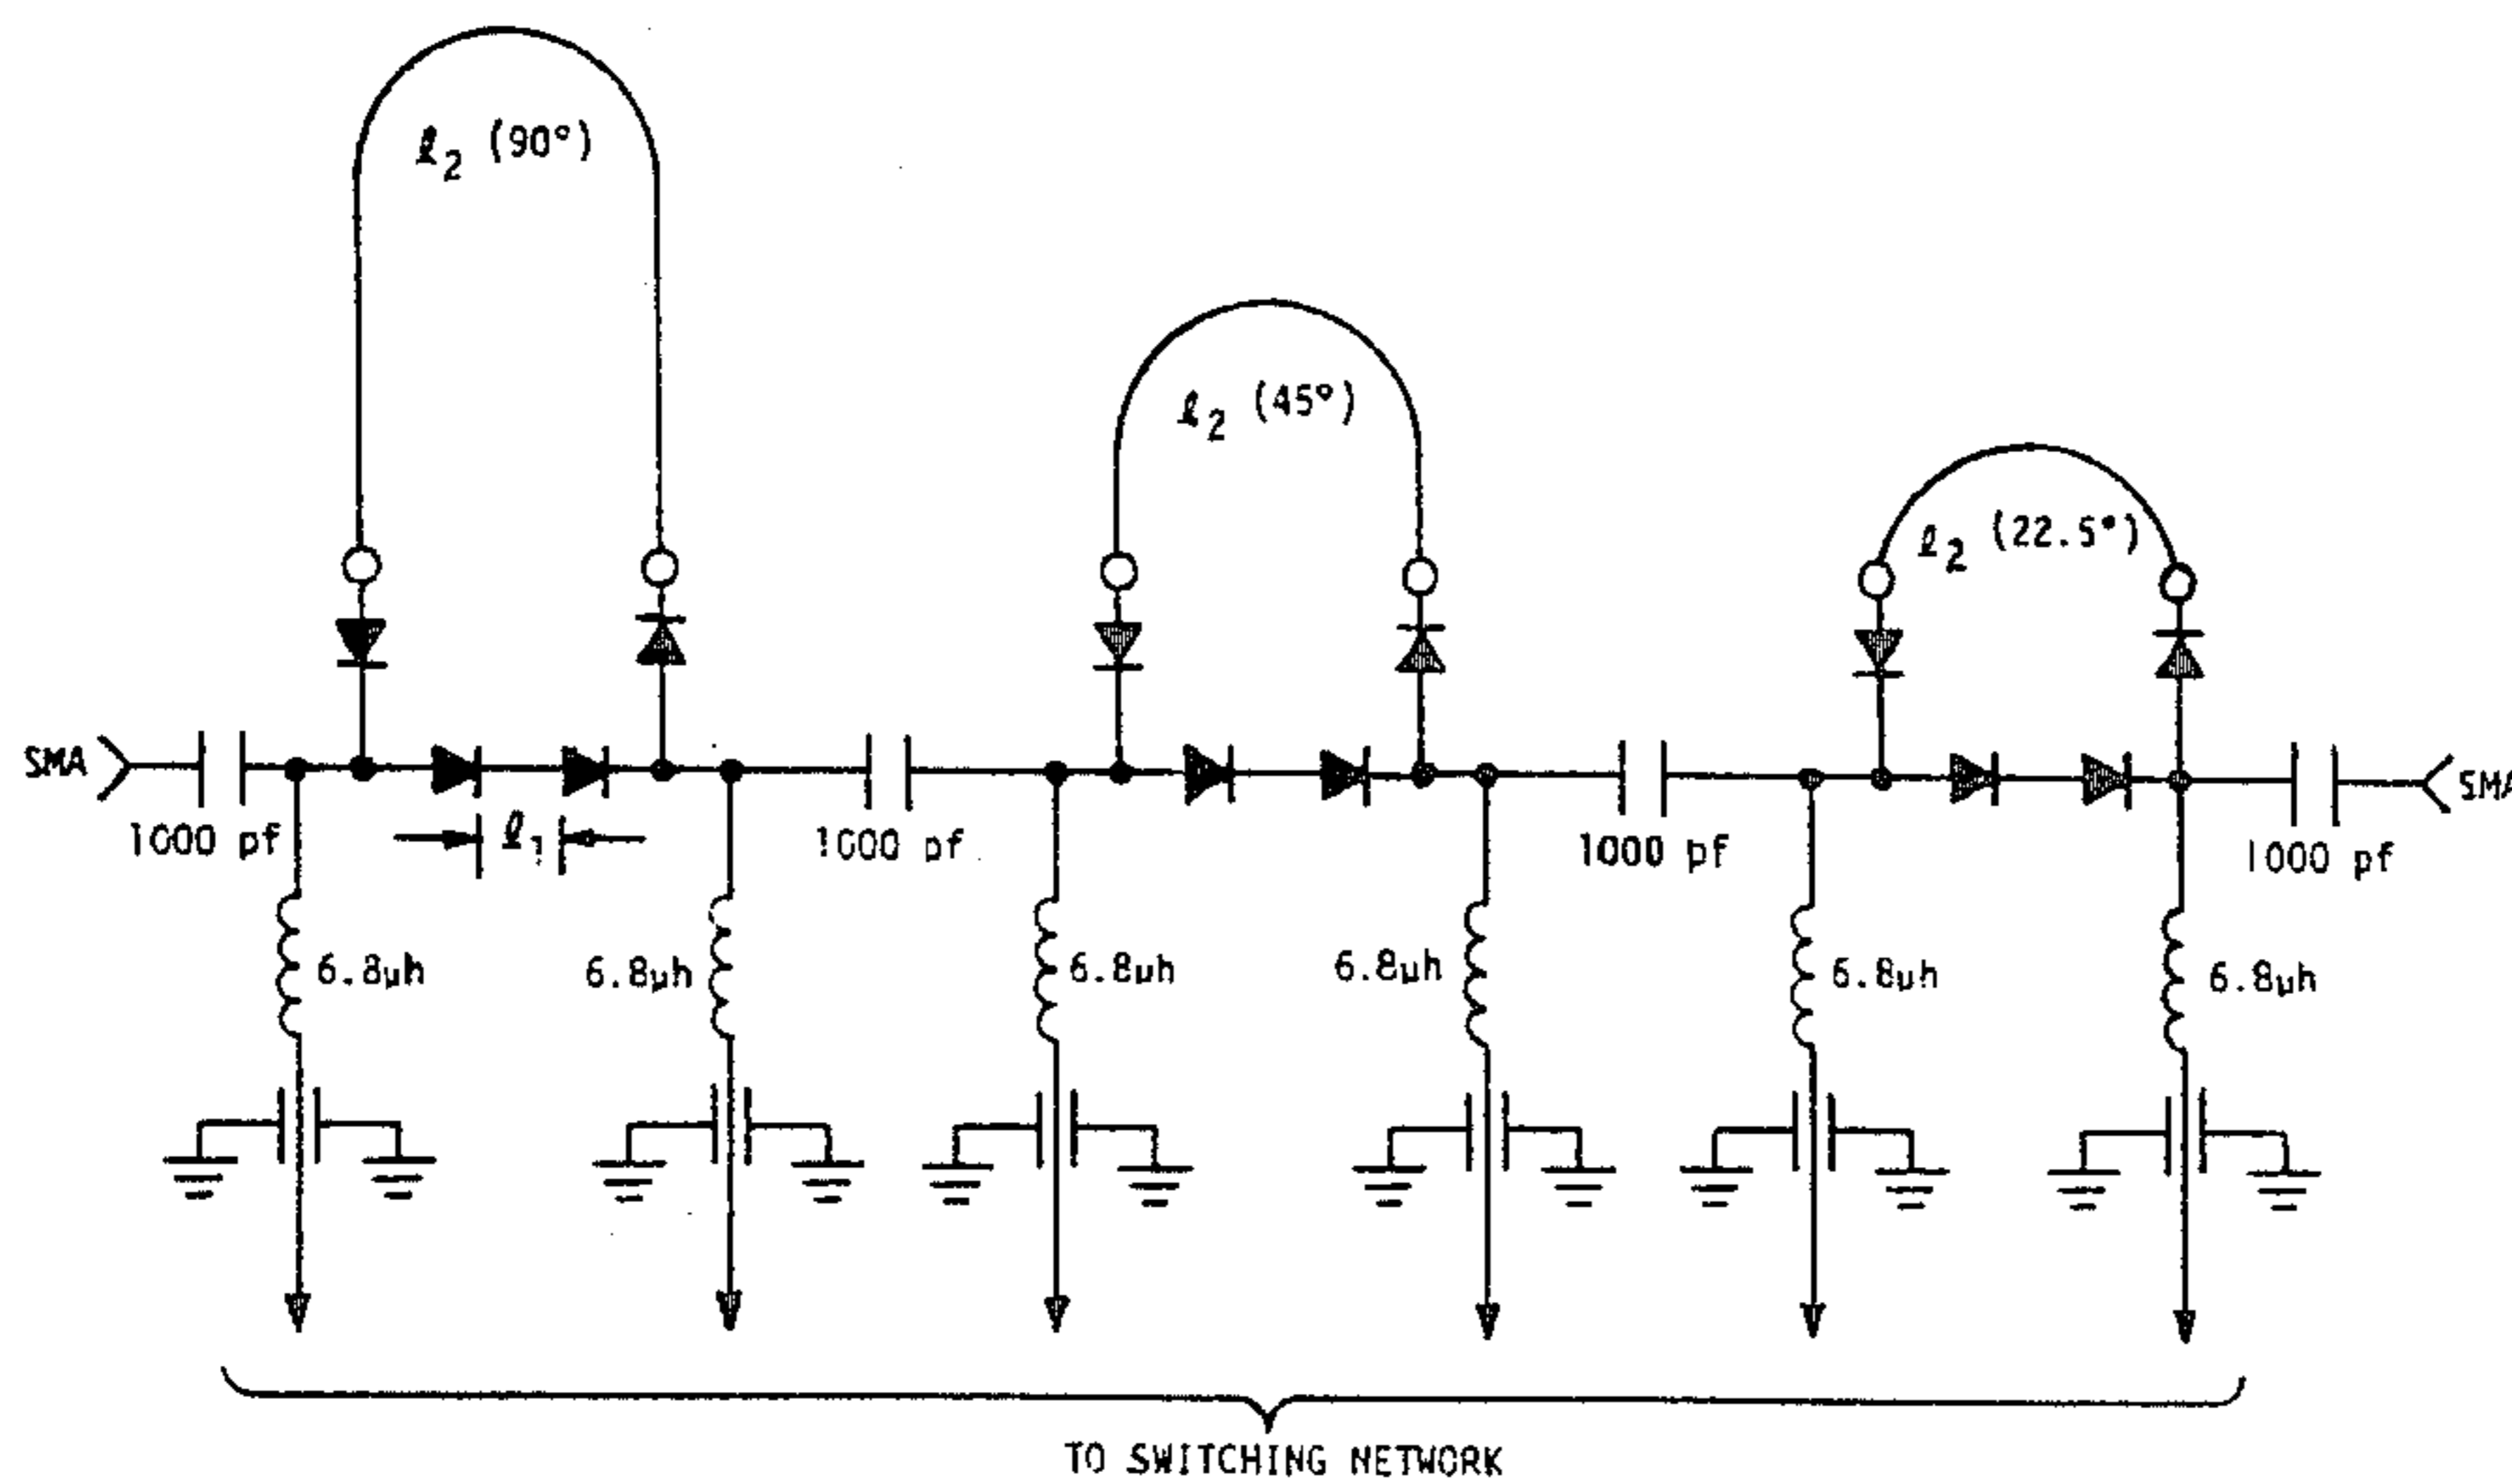 ℓ2 (90°)
ℓ2 (45°)
ℓ2 (22.5°)
SMA
SMA
1000 pf
ℓ1
1000 pf
1000 pf
1000 pf
6.8μh
6.8μh
6.8μh
6.8μh
6.8μh
6.8μh
TO SWITCHING NETWORK